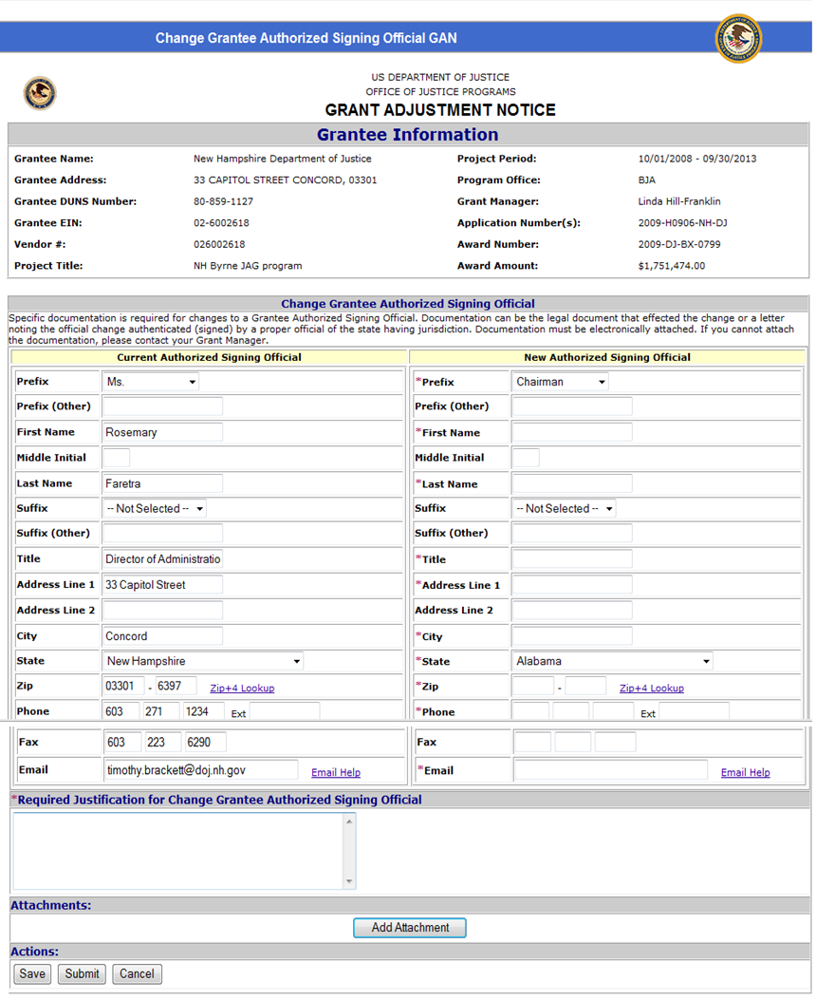 Change Grantee Authorized Signing Official GAN
US DEPARTMENT OF JUSTICE
OFFICE OF JUSTICE PROGRAMS
GRANT ADJUSTMENT NOTICE
Grantee Information
Grantee Name: New Hampshire Department of Justice Project Period: 10/01/2008 - 09/30/2013
Grantee Address: 33 CAPITOL STREET CONCORD, 03301 Program Office: BJA
Grantee DUNS Number: 80-859-1127 Grant Manager: Linda Hill-Franklin
Grantee EIN: 02-6002618 Application Number(s): 2009-H0906-NH-DJ
Vendor #: 026002618 Award Number: 2009-DJ-BX-0799
Project Title: NH Byrne JAG program Award Amount: $1,751,474.00
Change Grantee Authorized Signing Official
Specific documentation is required for changes to a Grantee Authorized Signing Official. Documentation can be the legal document that effected the change or a letter
noting the official change authenticated (signed) by a proper official of the state having jurisdiction. Documentation must be electronically attached. If you cannot attach
the documentation, please contact your Grant Manager.
Current Authorized Signing Official New Authorized Signing Official
Prefix Ms. *Prefix Chairman
Prefix (Other) Prefix (Other)
First Name Rosemary *First Name
Middle Initial Middle Initial
Last Name Faretra *Last Name
Suffix -- Not Selected -- Suffix -- Not Selected --
Suffix (Other) Suffix (Other)
Title Director of Administratio *Title
Address Line 1 33 Capitol Street *Address Line 1
Address Line 2 Address Line 2
City Concord *City
State New Hampshire *State Alabama
Zip 03301 - 6397 Zip+4 Lookup *Zip - Zip+4 Lookup
Phone 603 271 1234 Ext *Phone Ext
Fax 603 223 6290 Fax
Email timothy.brackett@doj.nh.gov Email Help *Email Email Help
*Required Justification for Change Grantee Authorized Signing Official
Attachments:
Add Attachment
Actions:
Save Submit Cancel